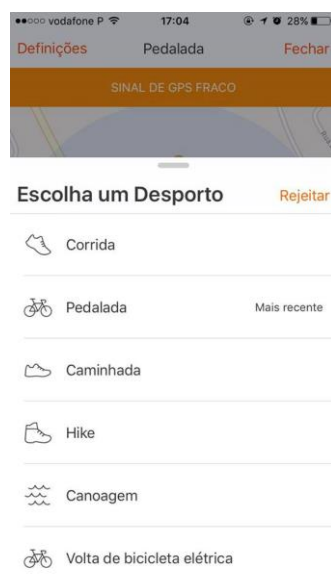 vodafone P 17:04 28%
Definições Pedalada Fechar
SINAL DE GPS FRACO
Escolha um Desporto Rejeitar
Corrida
Pedalada Mais recente
Caminhada
Hike
Canoagem
Volta de bicicleta elétrica